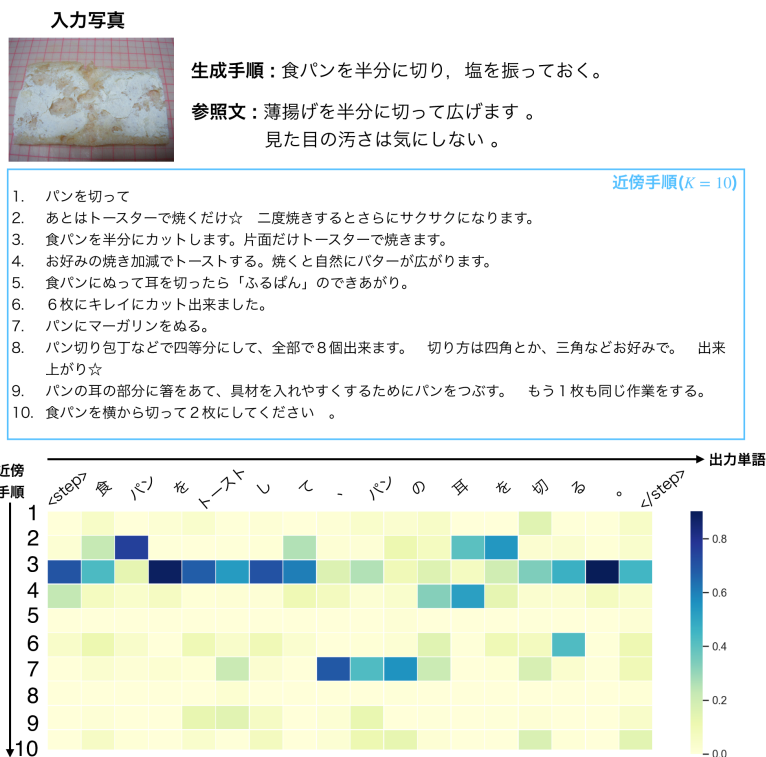 入力写真
生成手順 : 食パンを半分に切り，塩を振っておく。
参照文 : 薄揚げを半分に切って広げます 。
見た目の汚さは気にしない 。
近傍手順(K = 10)
1. パンを切って
2. あとはトースターで焼くだけ☆　二度焼きするとさらにサクサクになります。
3. 食パンを半分にカットします。片面だけトースターで焼きます。
4. お好みの焼き加減でトーストする。焼くと自然にバターが広がります。
5. 食パンにぬって耳を切ったら「ふるぱん」のできあがり。
6. ６枚にキレイにカット出来ました。
7. パンにマーガリンをぬる。
8. パン切り包丁などで四等分にして、全部で８個出来ます。　切り方は四角とか、三角などお好みで。　出来
上がり☆
9. パンの耳の部分に箸をあて、具材を入れやすくするためにパンをつぶす。　もう１枚も同じ作業をする。
10. 食パンを横から切って２枚にしてください　。
出力単語
近傍
手順
<step> 食 パン を トースト し て 、 パン の 耳 を 切 る 。 </step>
1
2
3
4
5
6
7
8
9
10
0.8
0.6
0.4
0.2
0.0